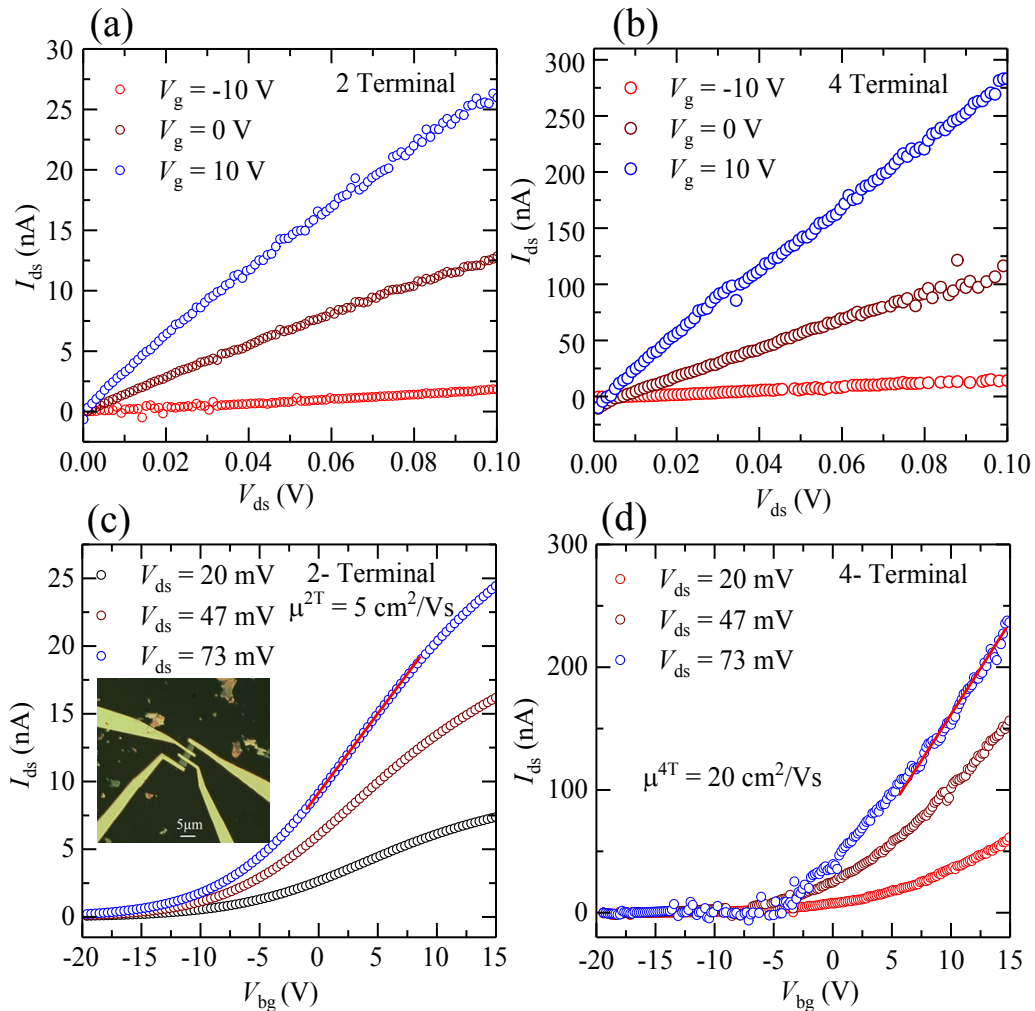 (a)
2 Terminal
V_g = -10 V
V_g = 0 V
V_g = 10 V
I_ds (nA)
30
25
20
15
10
5
0
0.00 0.02 0.04 0.06 0.08 0.10
V_ds (V)
(b)
4 Terminal
V_g = -10 V
V_g = 0 V
V_g = 10 V
I_ds (nA)
300
250
200
150
100
50
0
0.00 0.02 0.04 0.06 0.08 0.10
V_ds (V)
(c)
2- Terminal
μ^2T = 5 cm²/Vs
V_ds = 20 mV
V_ds = 47 mV
V_ds = 73 mV
5μm
I_ds (nA)
25
20
15
10
5
0
-20 -15 -10 -5 0 5 10 15
V_bg (V)
(d)
4- Terminal
V_ds = 20 mV
V_ds = 47 mV
V_ds = 73 mV
μ^4T = 20 cm²/Vs
I_ds (nA)
300
200
100
0
-20 -15 -10 -5 0 5 10 15
V_bg (V)